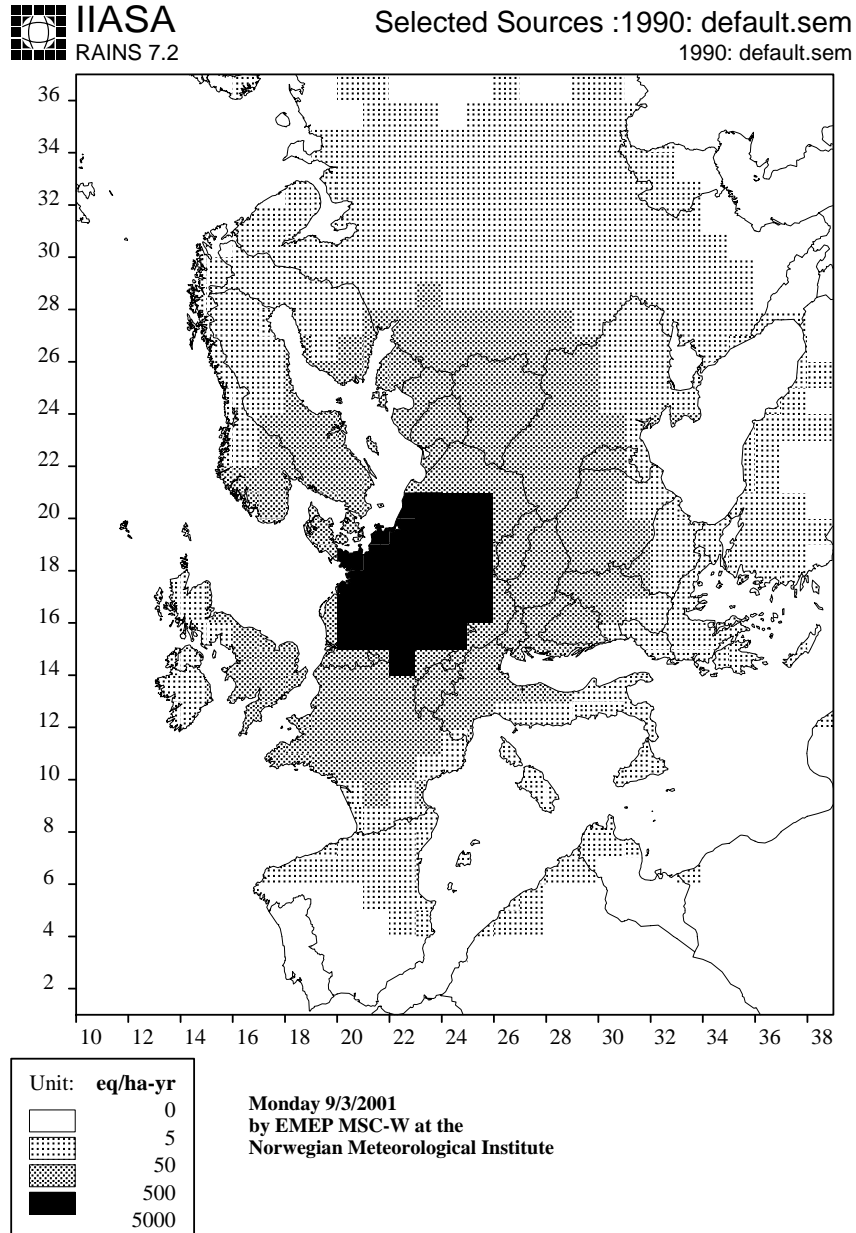 IIASA
RAINS 7.2
Selected Sources :1990: default.sem
1990: default.sem
36
34
32
30
28
26
24
22
20
18
16
14
12
10
8
6
4
2
10 12 14 16 18 20 22 24 26 28 30 32 34 36 38
Unit: eq/ha-yr
0
5
50
500
5000
Monday 9/3/2001
by EMEP MSC-W at the
Norwegian Meteorological Institute